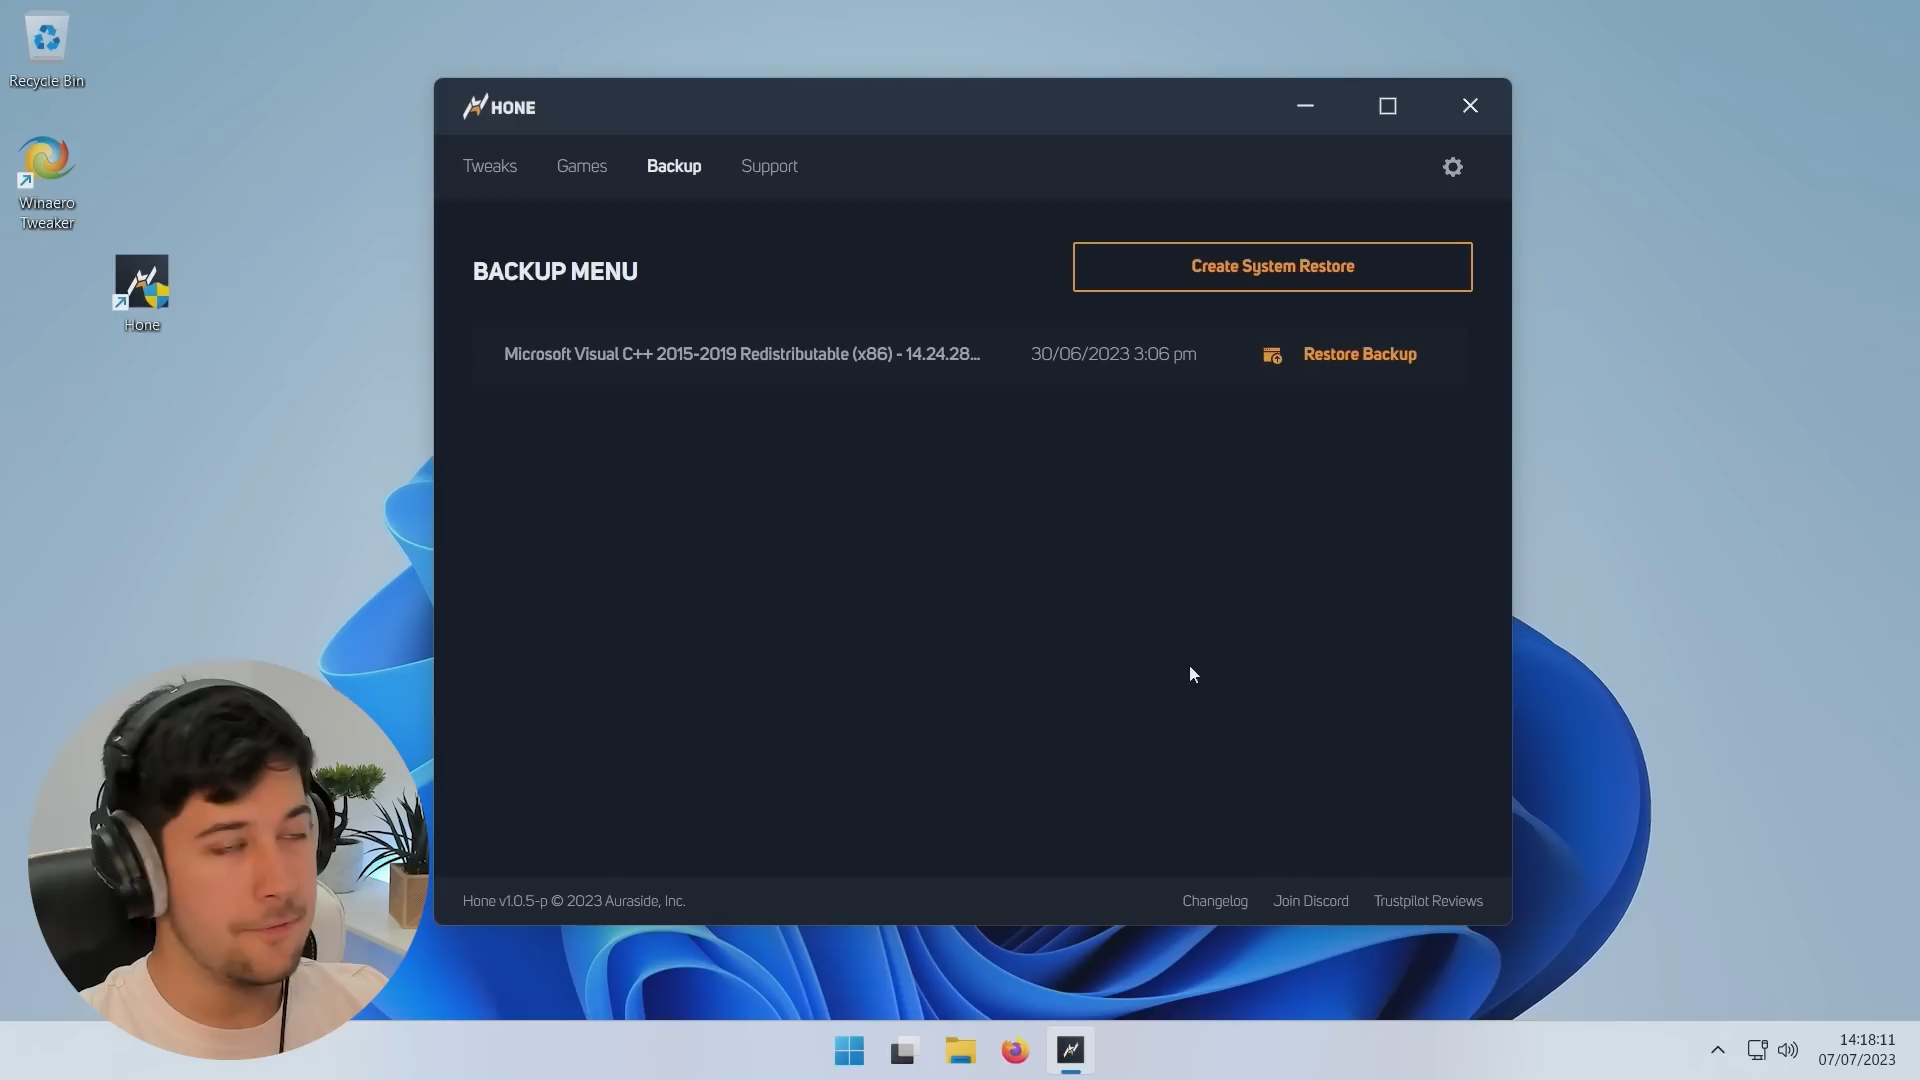 Recycle Bin
Winaero
Tweaker
Hone
HONE
Tweaks Games Backup Support
BACKUP MENU
Create System Restore
Microsoft Visual C++ 2015-2019 Redistributable (x86) - 14.24.28... 30/06/2023 3:06 pm Restore Backup
Hone v1.0.5-p © 2023 Auraside, Inc. Changelog Join Discord Trustpilot Reviews
14:18:11
07/07/2023